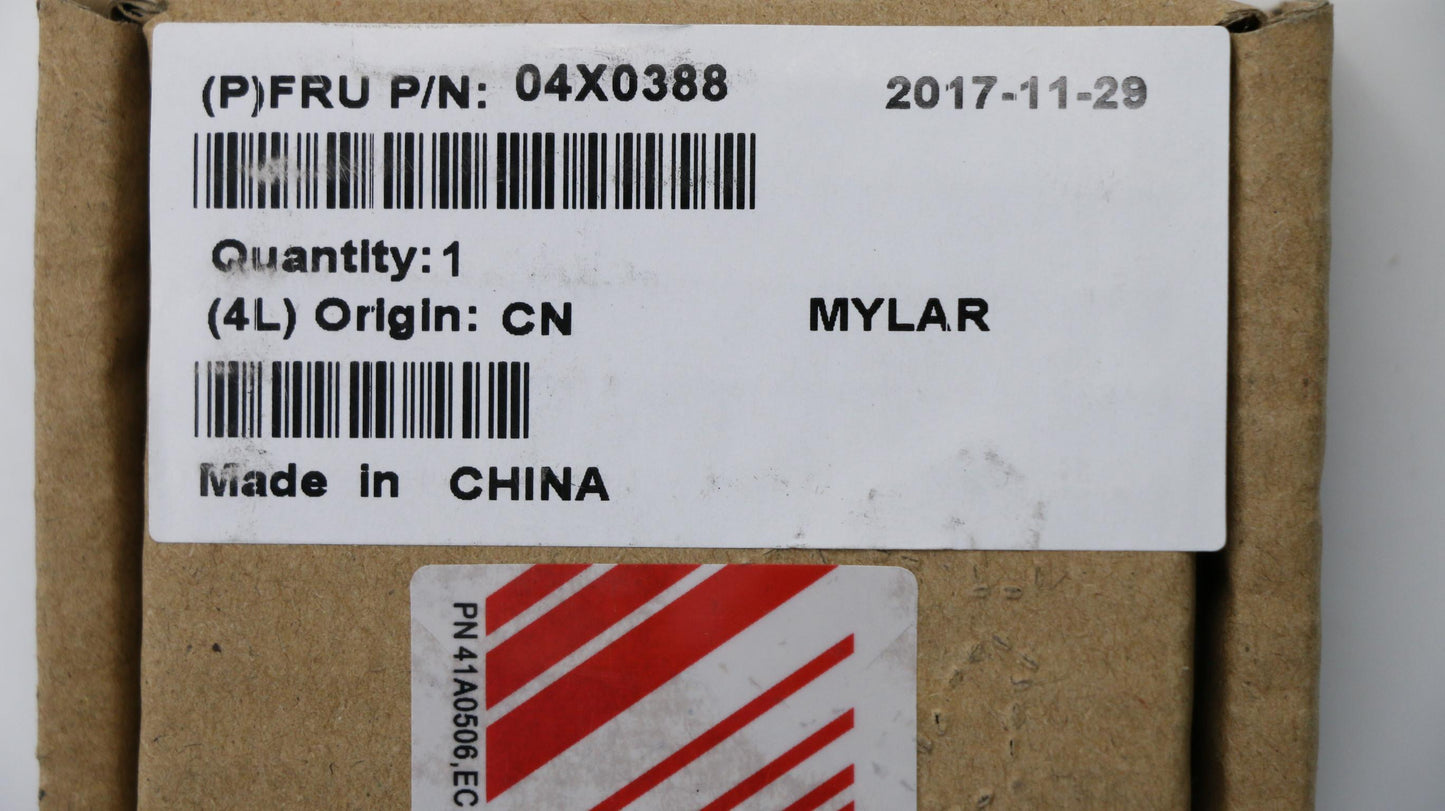 (P)FRU P/N: 04X0388 2017-11-29
Quantity: 1
(4L) Origin: CN MYLAR
Made in CHINA
PN 41A0506,EC